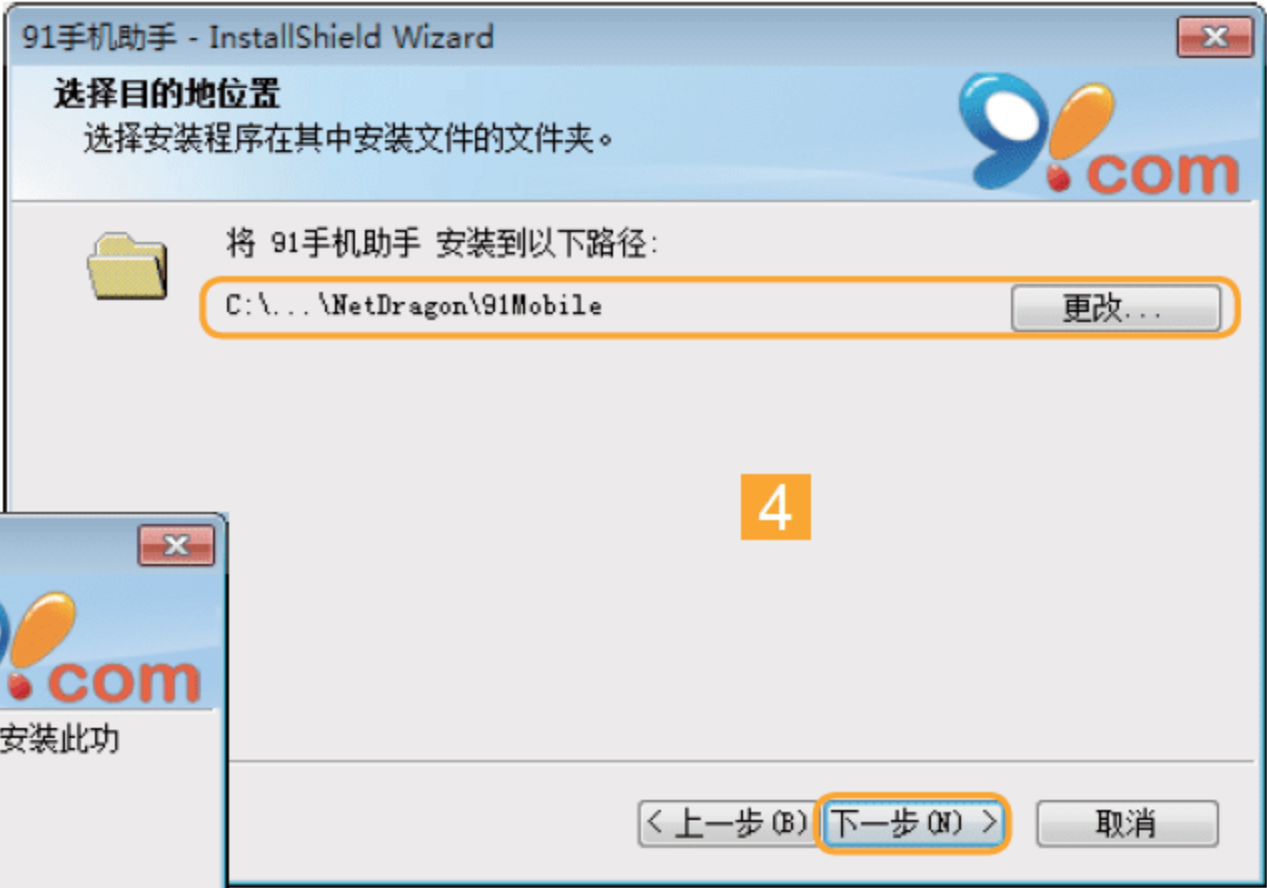 91手机助手 - InstallShield Wizard
选择目的地位置
选择安装程序在其中安装文件的文件夹。
9!.com
将 91手机助手 安装到以下路径:
C:\...\NetDragon\91Mobile
更改...
4
.com
安装此功
< 上一步(B)
下一步(N) >
取消